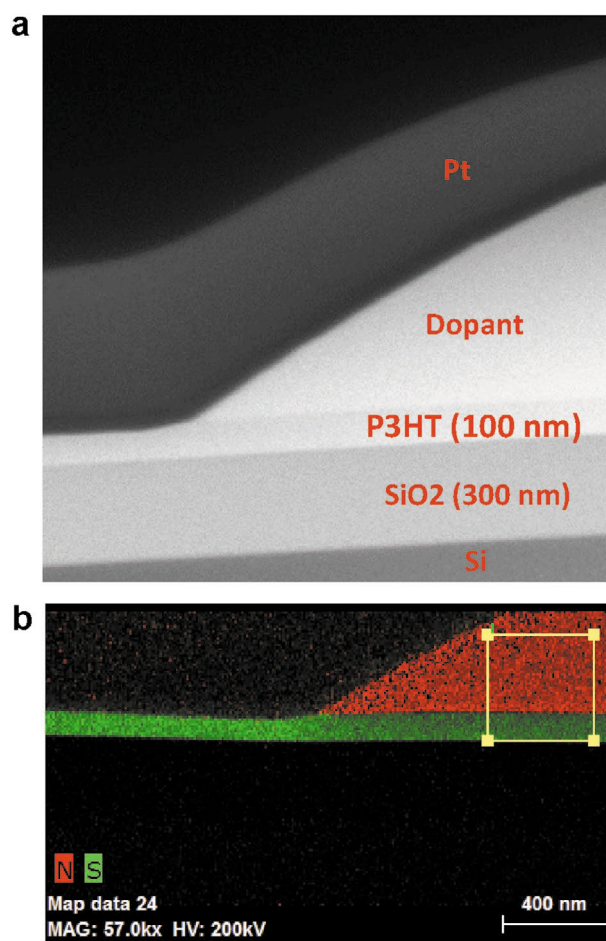 a
Pt
Dopant
P3HT (100 nm)
SiO2 (300 nm)
Si
b
N S
Map data 24
MAG: 57.0kx HV: 200kV
400 nm